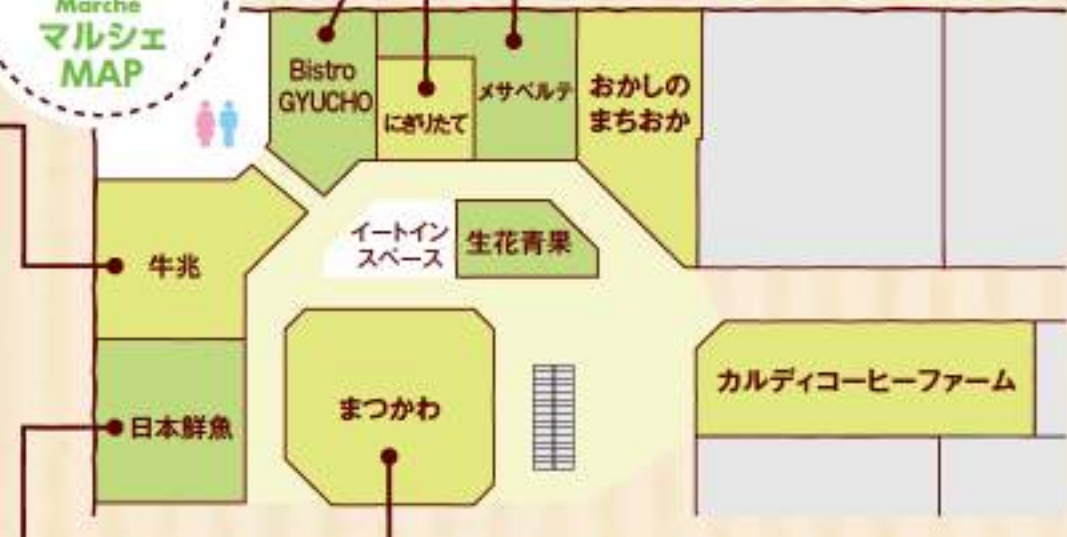 Marche
マルシェ
MAP
Bistro
GYUCHO
にぎりたて
メサベルテ
おかしの
まちおか
イートイン
スペース
生花青果
牛兆
日本鮮魚
まつかわ
カルディコーヒーファーム